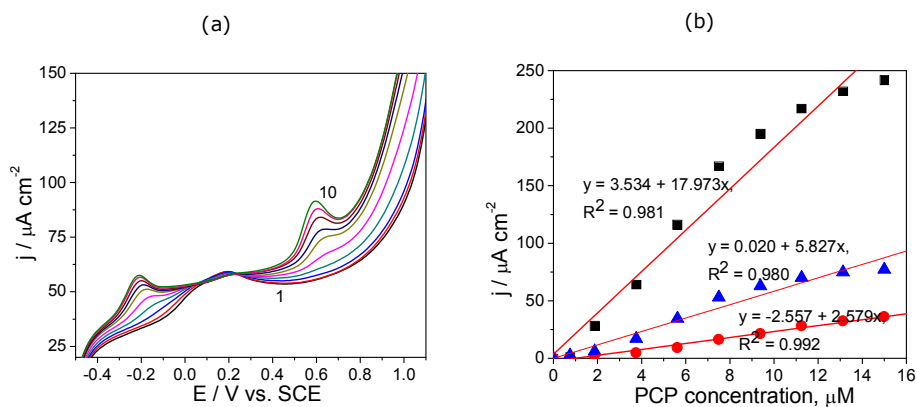 (a)
(b)
150
125
100
75
50
25
j / µA cm-2
10
1
-0.4 -0.2 0.0 0.2 0.4 0.6 0.8 1.0
E / V vs. SCE
250
200
150
100
50
0
j / µA cm-2
y = 3.534 + 17.973x,
R2 = 0.981
y = 0.020 + 5.827x,
R2 = 0.980
y = -2.557 + 2.579x,
R2 = 0.992
0 2 4 6 8 10 12 14 16
PCP concentration, µM